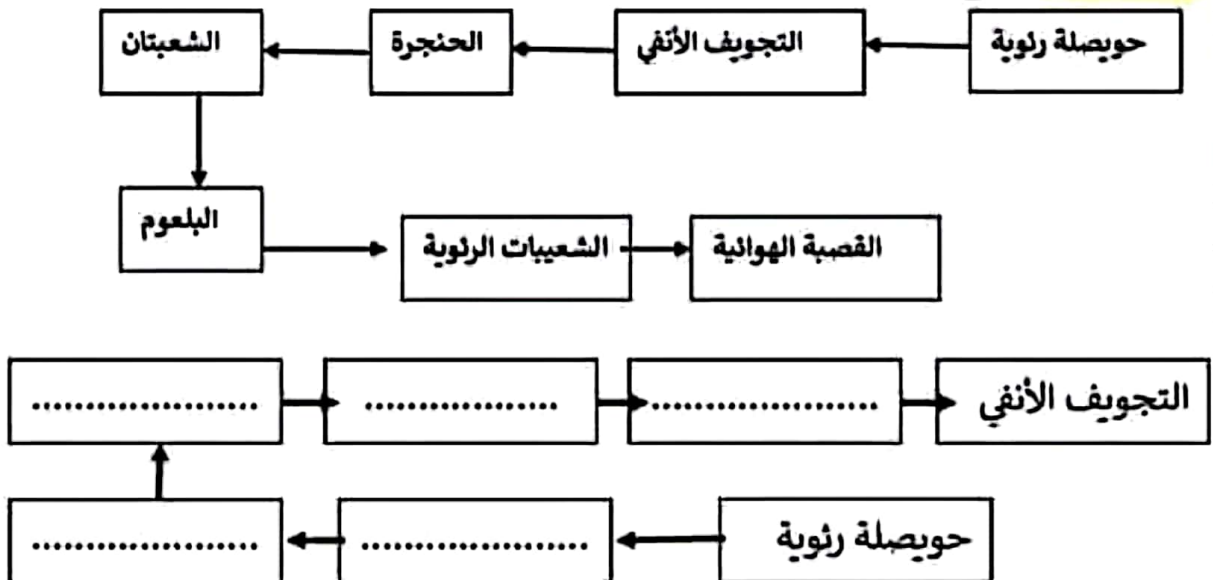 حويصلة رئوية التجويف الأنفي الحنجرة الشعبتان
البلعوم الشعيبات الرئوية القصبة الهوائية
التجويف الأنفي ..................... .................. .....................
حويصلة رئوية ..................... .....................